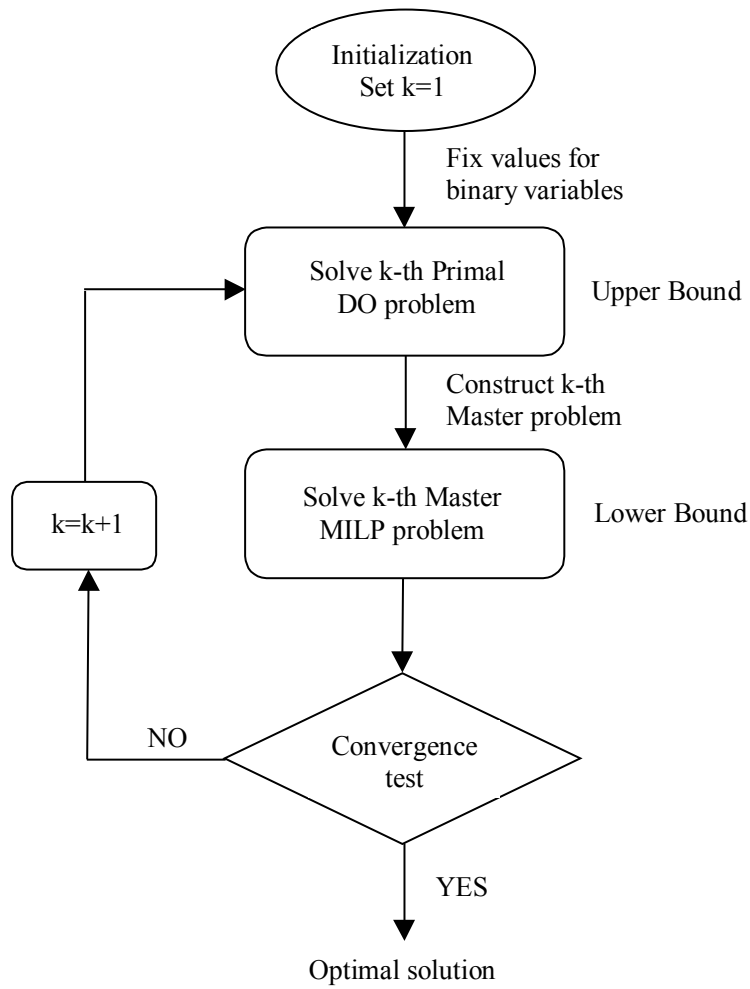 Initialization
Set k=1
Fix values for
binary variables
Solve k-th Primal
DO problem
Upper Bound
Construct k-th
Master problem
Solve k-th Master
MILP problem
Lower Bound
k=k+1
NO
Convergence
test
YES
Optimal solution